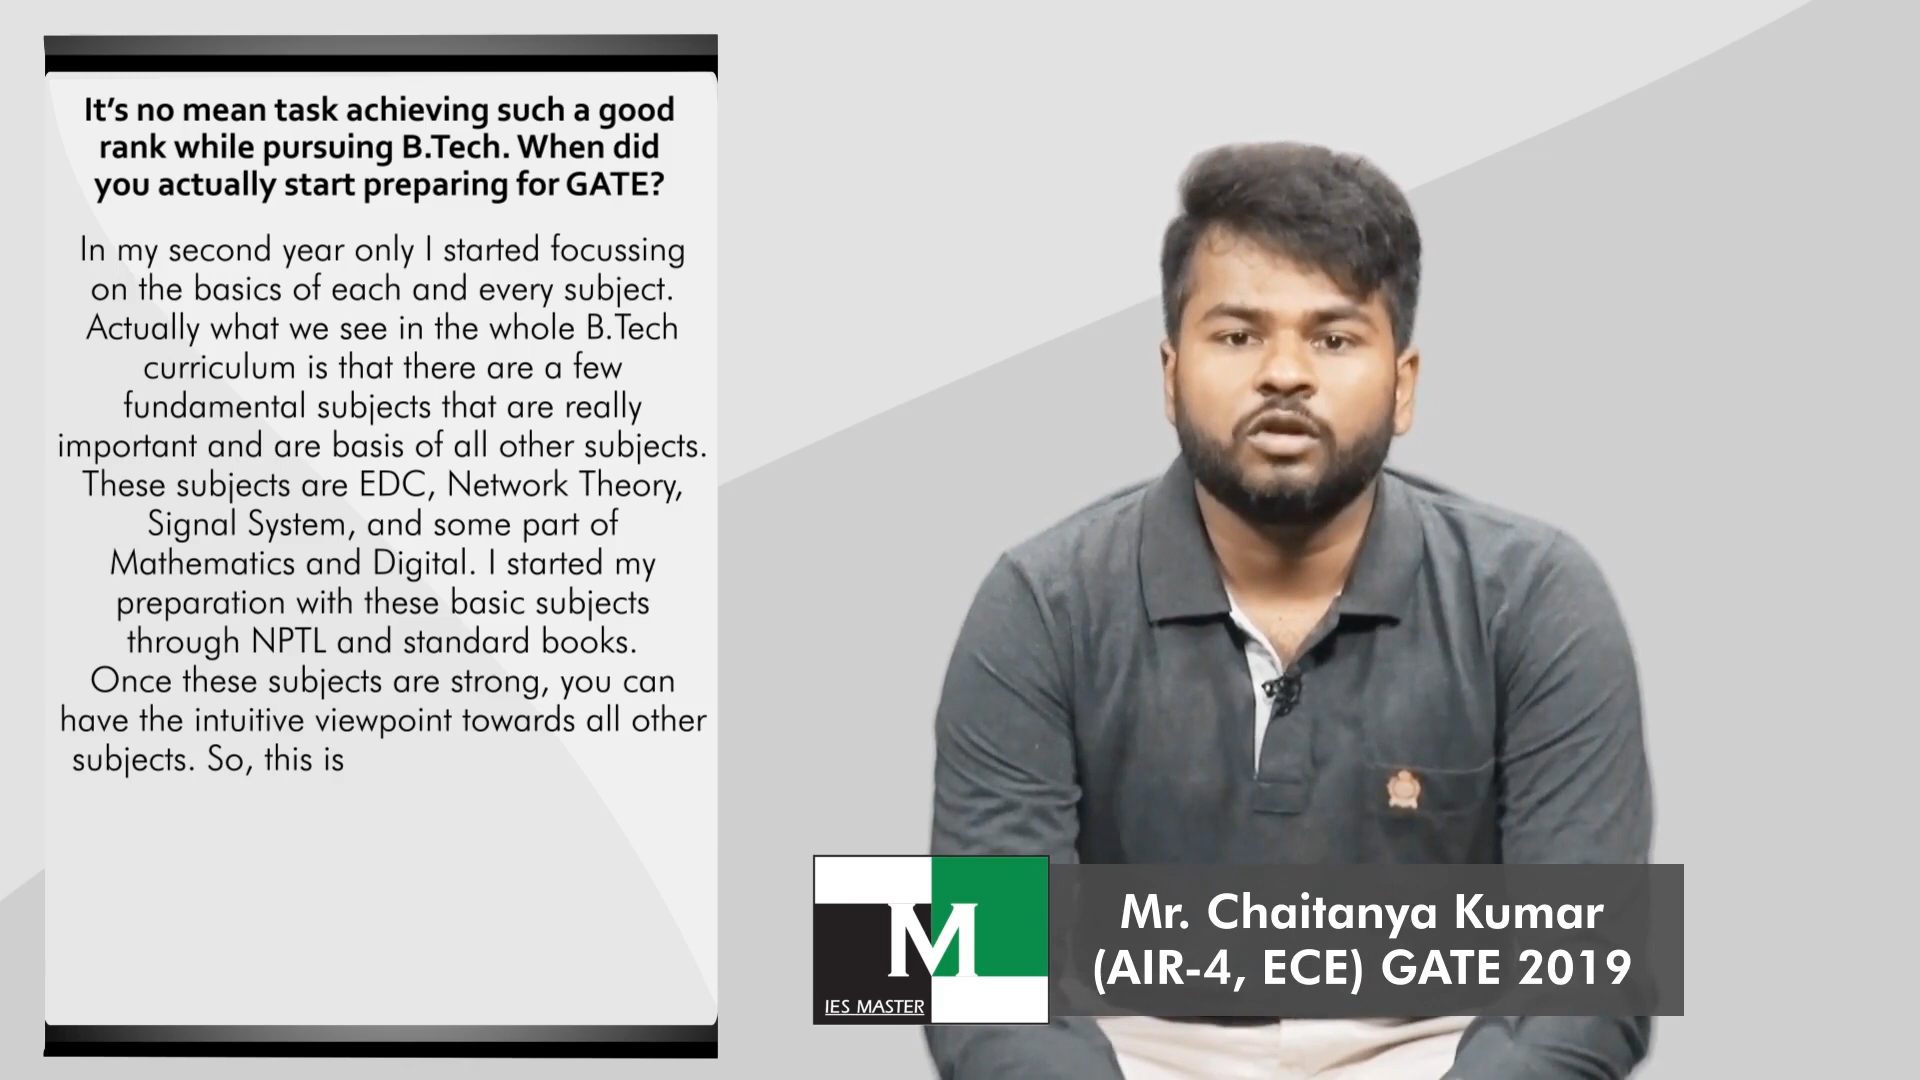 It's no mean task achieving such a good
rank while pursuing B.Tech. When did
you actually start preparing for GATE?
In my second year only I started focussing
on the basics of each and every subject.
Actually what we see in the whole B.Tech
curriculum is that there are a few
fundamental subjects that are really
important and are basis of all other subjects.
These subjects are EDC, Network Theory,
Signal System, and some part of
Mathematics and Digital. I started my
preparation with these basic subjects
through NPTL and standard books.
Once these subjects are strong, you can
have the intuitive viewpoint towards all other
subjects. So, this is
M
IES MASTER
Mr. Chaitanya Kumar
(AIR-4, ECE) GATE 2019